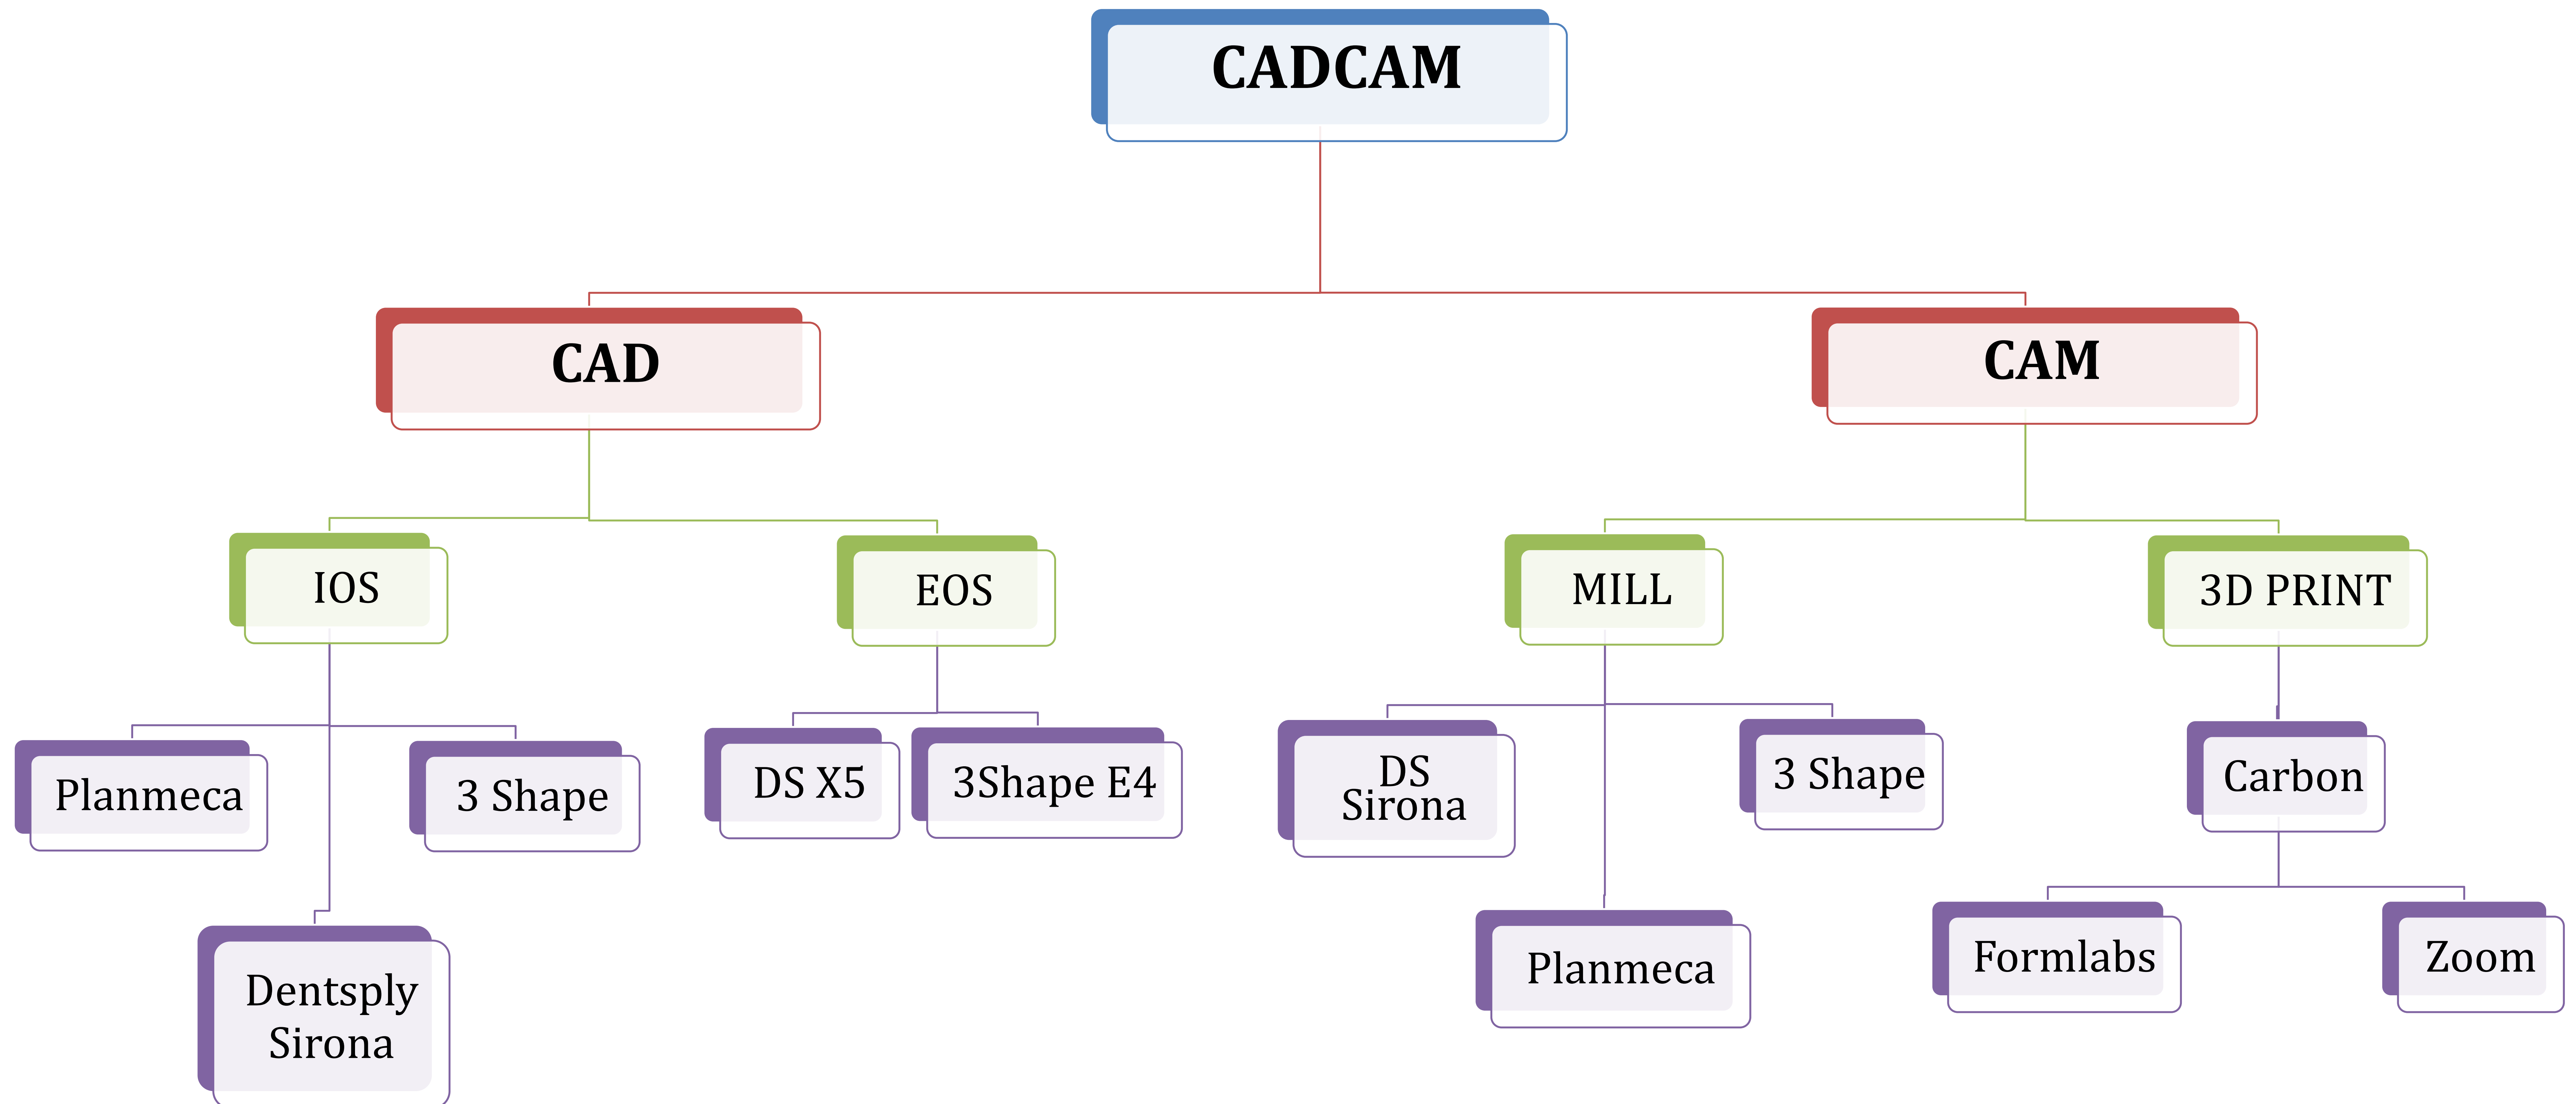 CADCAM
CAD
CAM
IOS
EOS
MILL
3D PRINT
Planmeca
3 Shape
DS X5
3Shape E4
DS
Sirona
3 Shape
Carbon
Dentsply
Sirona
Planmeca
Formlabs
Zoom